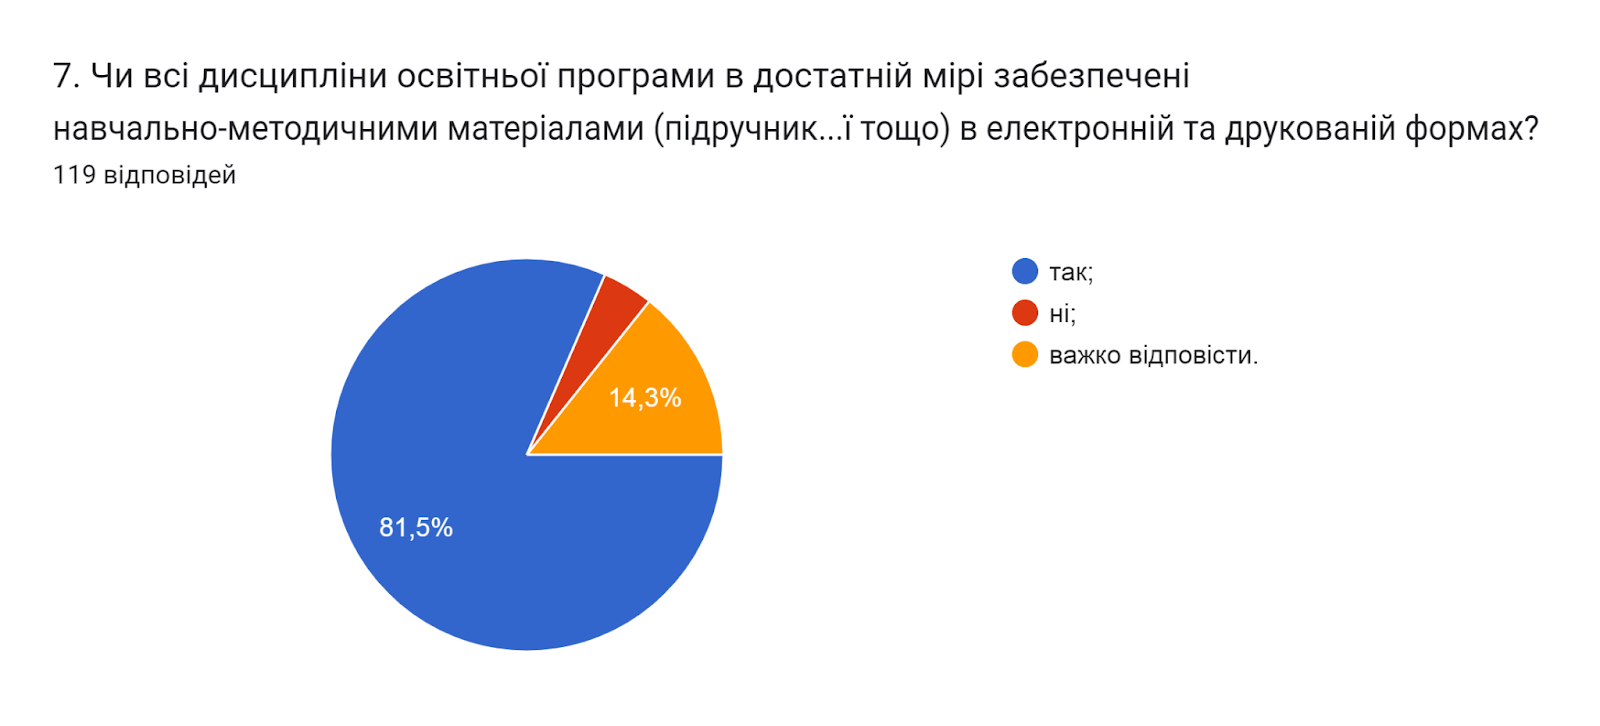 7. Чи всі дисципліни освітньої програми в достатній мірі забезпечені
навчально-методичними матеріалами (підручник...ї тощо) в електронній та друкованій формах?
119 відповідей
так;
ні;
важко відповісти.
14,3%
81,5%